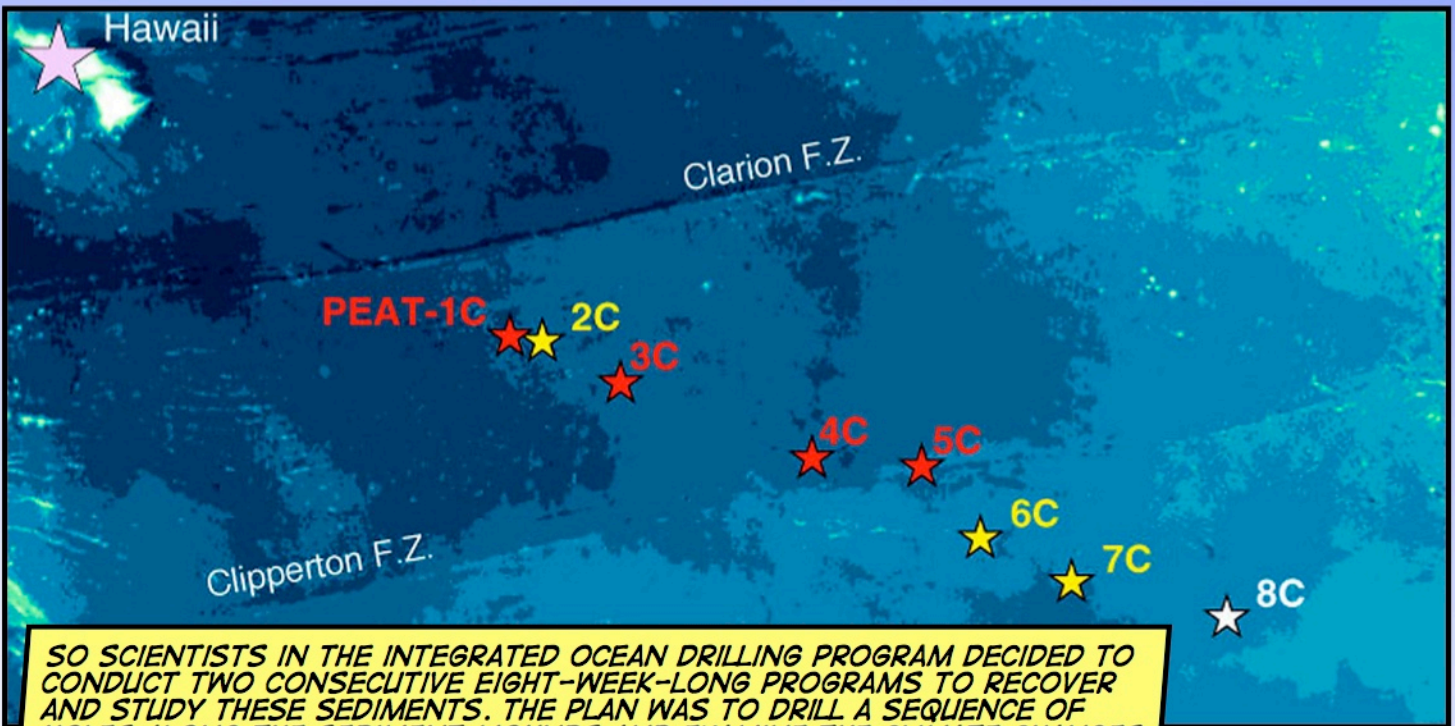 Hawaii
Clarion F.Z.
PEAT-1C
2C
3C
4C
5C
6C
7C
8C
Clipperton F.Z.
SO SCIENTISTS IN THE INTEGRATED OCEAN DRILLING PROGRAM DECIDED TO
CONDUCT TWO CONSECUTIVE EIGHT-WEEK-LONG PROGRAMS TO RECOVER
AND STUDY THESE SEDIMENTS. THE PLAN WAS TO DRILL A SEQUENCE OF